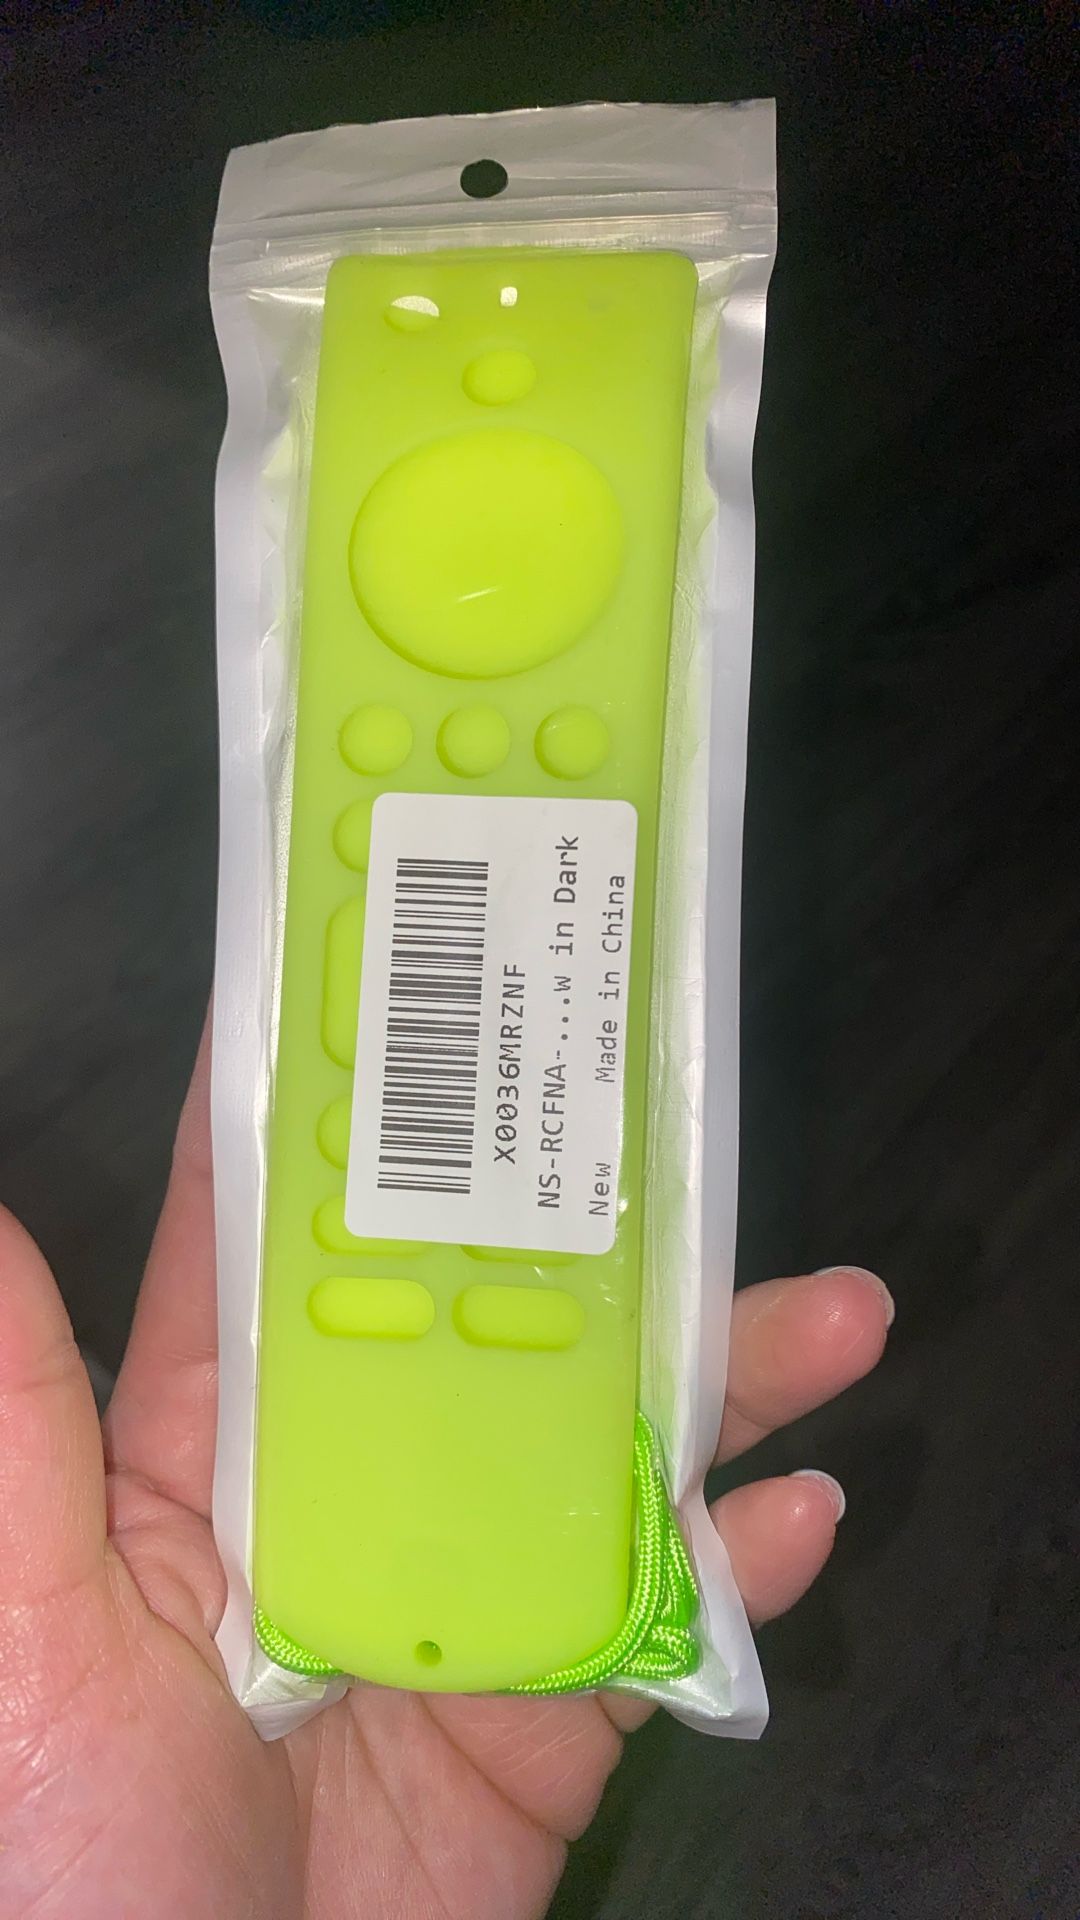 X0036MRZNF
NS-RCFNA-...w in Dark
New Made in China